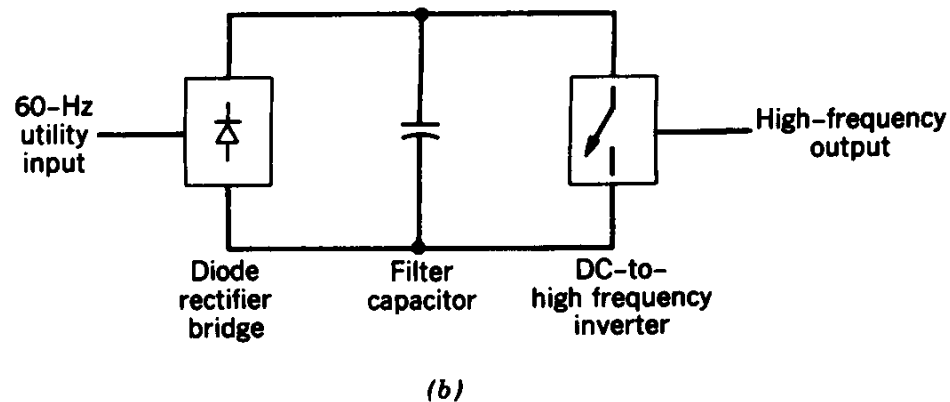 60-Hz
utility
input
High-frequency
output
Diode
rectifier
bridge
Filter
capacitor
DC-to-
high frequency
inverter
(b)